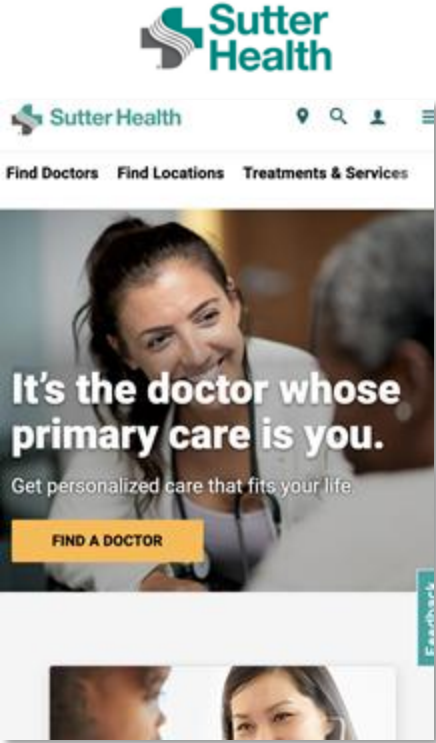 Sutter
Health
Sutter Health
Find Doctors Find Locations Treatments & Services
It's the doctor whose
primary care is you.
Get personalized care that fits your life
FIND A DOCTOR
Feedback